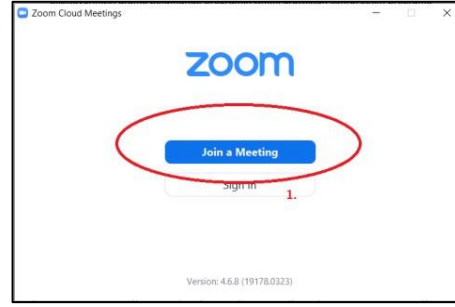 Zoom Cloud Meetings
zoom
Join a Meeting
Sign In
1.
Version: 4.6.8 (19178.0323)